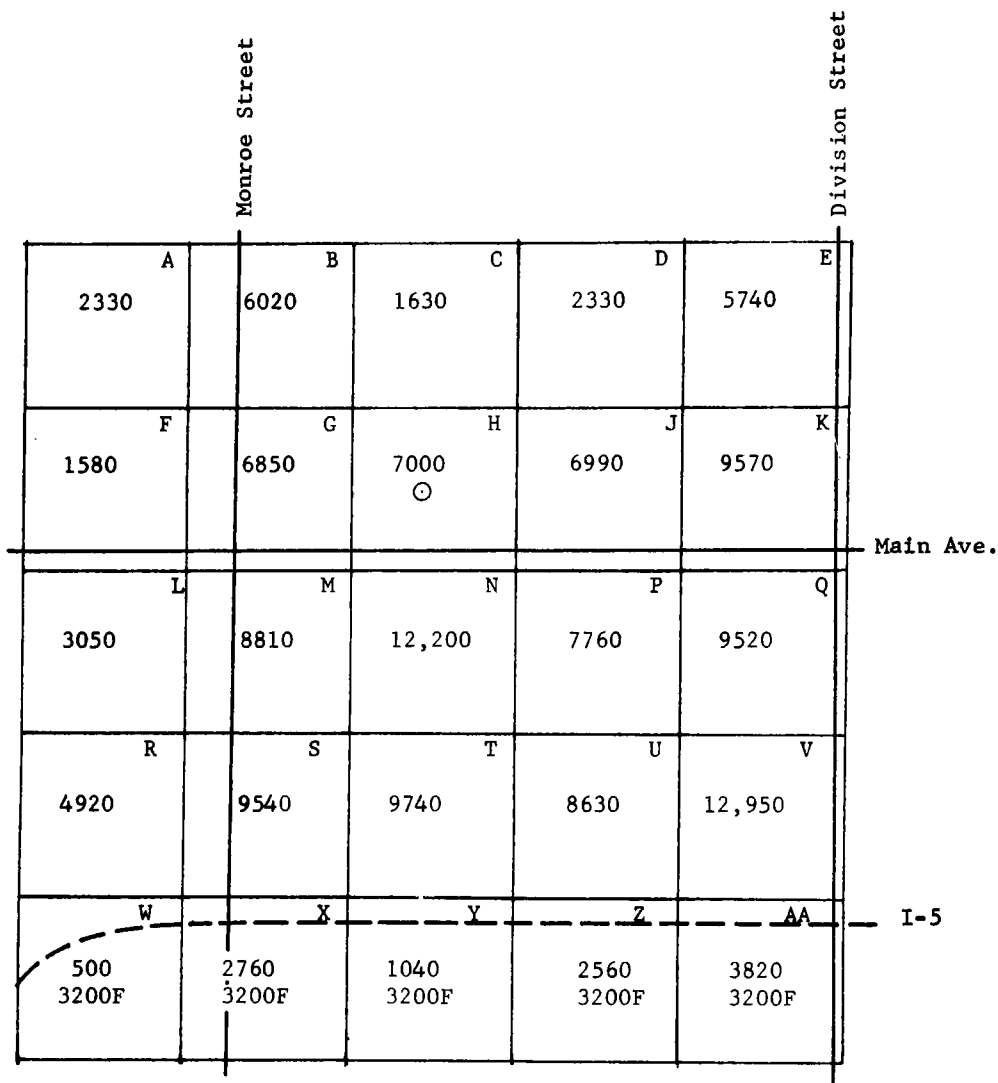 Monroe Street
Division Street
A B C D E
2330 6020 1630 2330 5740
F G H J K
1580 6850 7000 6990 9570
Main Ave.
L M N P Q
3050 8810 12,200 7760 9520
R S T U V
4920 9540 9740 8630 12,950
W X Y Z AA
I-5
500 2760 1040 2560 3820
3200F 3200F 3200F 3200F 3200F